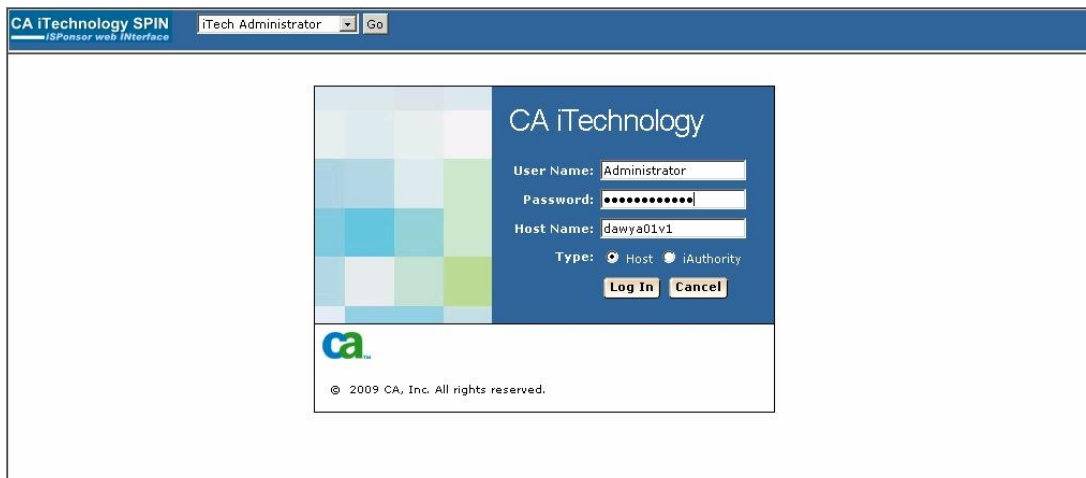 CA iTechnology SPIN
iSPonsor web INterface
iTech Administrator
Go
CA iTechnology
User Name: Administrator
Password: ●●●●●●●●●●●●
Host Name: dawya01v1
Type: Host iAuthority
Log In Cancel
ca™
© 2009 CA, Inc. All rights reserved.